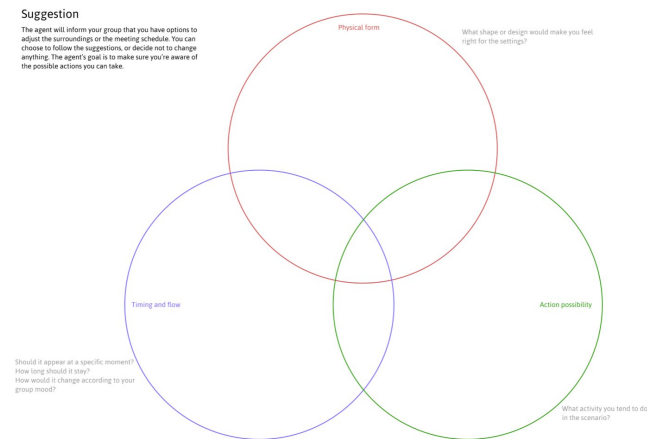 Suggestion
The agent will inform your group that you have options to
adjust the surroundings or the meeting schedule. You can
choose to follow the suggestions, or decide not to change
anything. The agent's goal is to make sure you're aware of
the possible actions you can take.
Physical form
What shape or design would make you feel
right for the settings?
Timing and flow
Action possibility
Should it appear at a specific moment?
How long should it stay?
How would it change according to your
group mood?
What activity you tend to do
in the scenario?